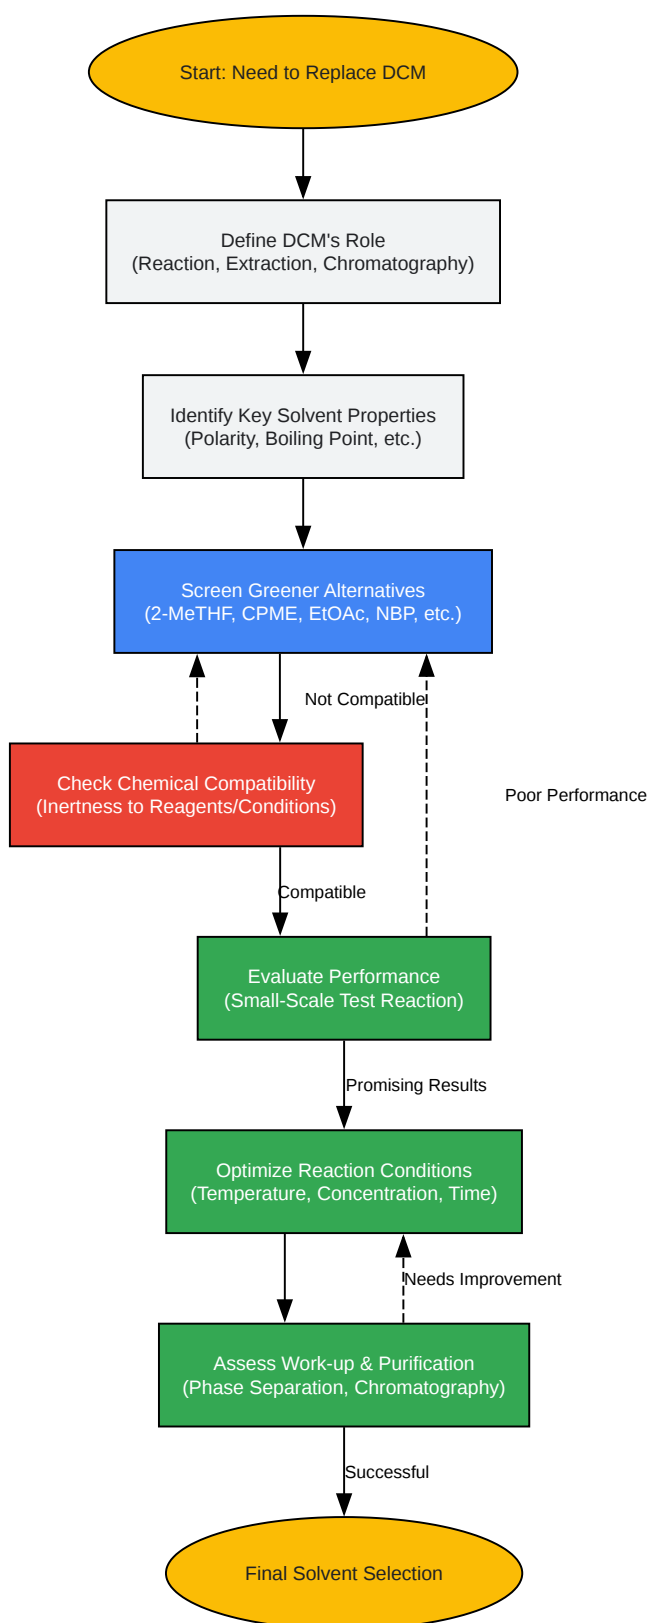 Start: Need to Replace DCM
Define DCM's Role
(Reaction, Extraction, Chromatography)
Identify Key Solvent Properties
(Polarity, Boiling Point, etc.)
Screen Greener Alternatives
(2-MeTHF, CPME, EtOAc, NBP, etc.)
Not Compatible
Check Chemical Compatibility
(Inertness to Reagents/Conditions)
Poor Performance
Compatible
Evaluate Performance
(Small-Scale Test Reaction)
Promising Results
Optimize Reaction Conditions
(Temperature, Concentration, Time)
Needs Improvement
Assess Work-up & Purification
(Phase Separation, Chromatography)
Successful
Final Solvent Selection